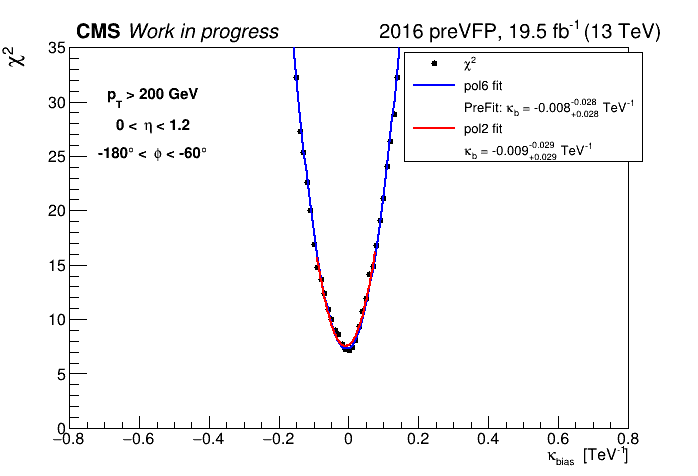 CMS Work in progress 2016 preVFP, 19.5 fb⁻¹ (13 TeV)
χ²
35
30
25
20
15
10
5
0
p_T > 200 GeV
0 < η < 1.2
-180° < ϕ < -60°
χ²
pol6 fit
PreFit: κ_b = -0.008^{-0.028}_{+0.028} TeV⁻¹
pol2 fit
κ_b = -0.009^{-0.029}_{+0.029} TeV⁻¹
−0.8 −0.6 −0.4 −0.2 0 0.2 0.4 0.6 0.8
κ_bias [TeV⁻¹]